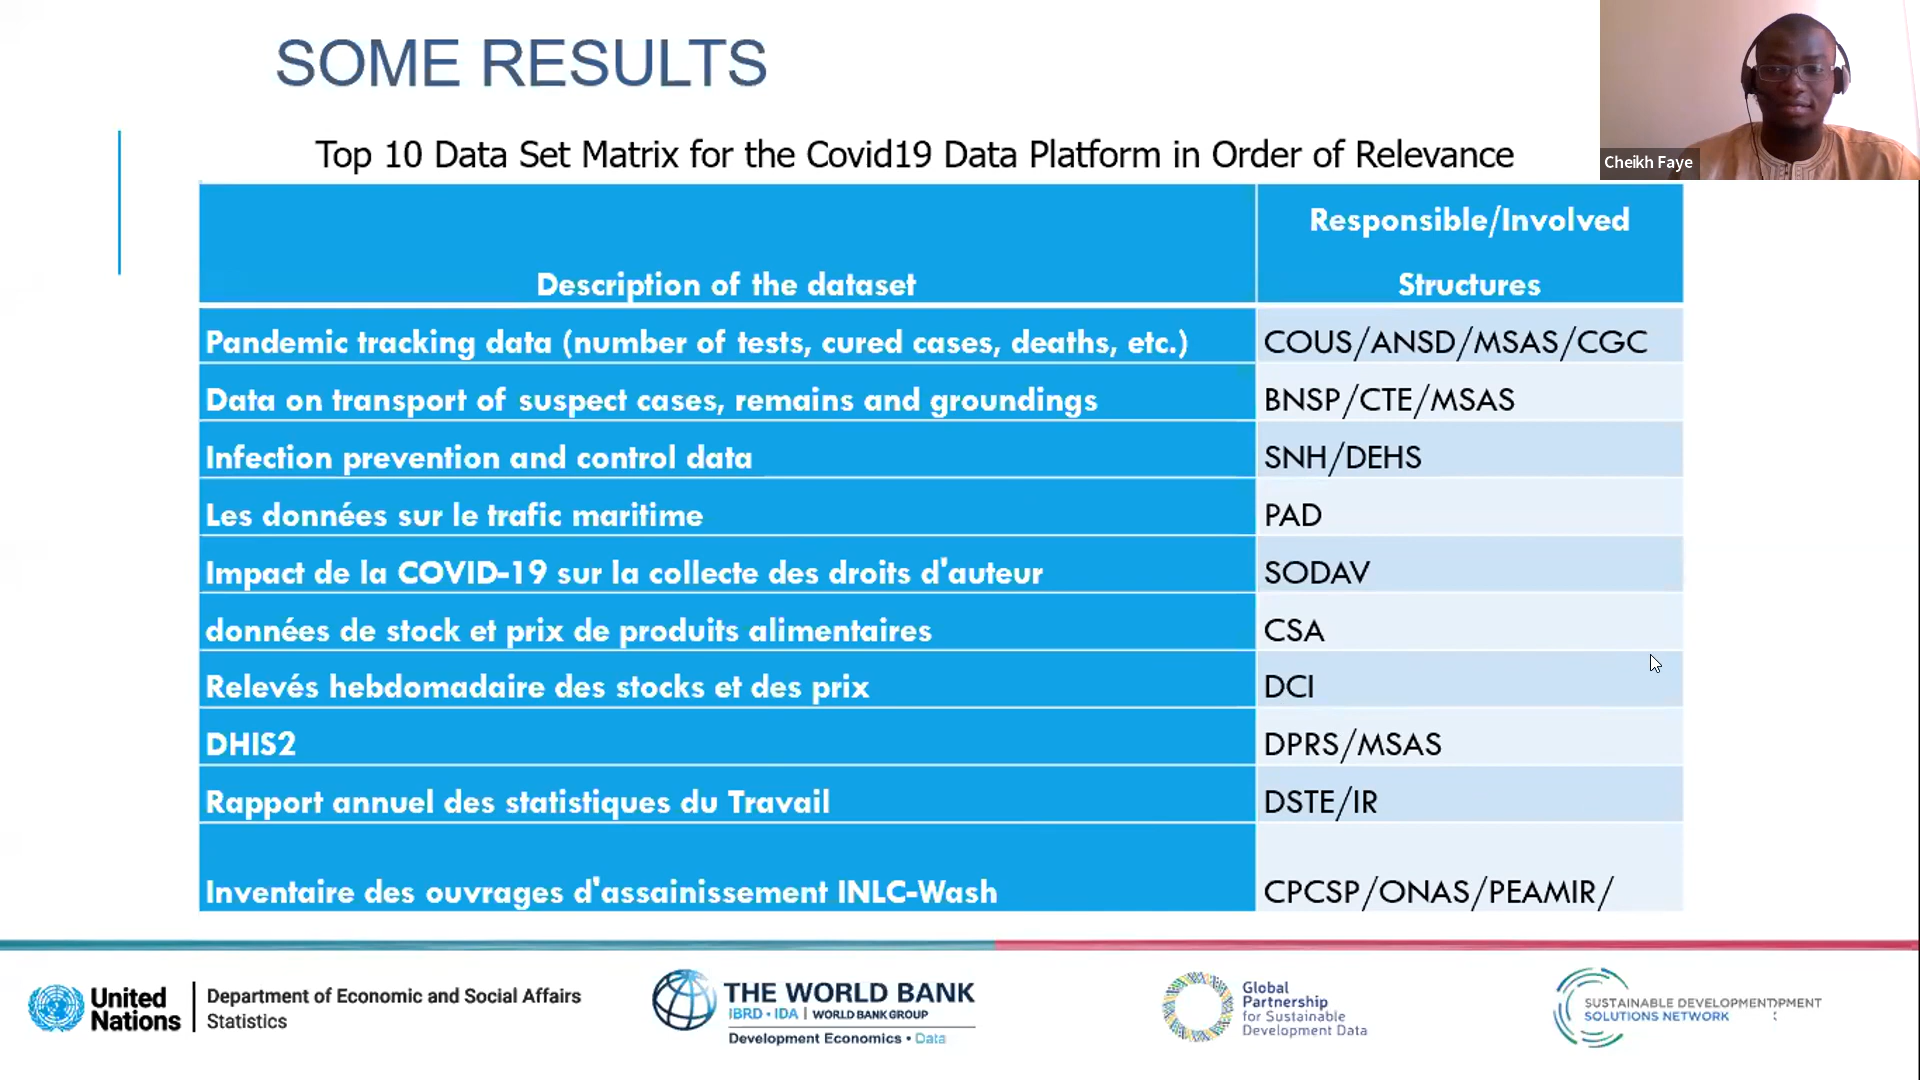 SOME RESULTS
Cheikh Faye
Top 10 Data Set Matrix for the Covid19 Data Platform in Order of Relevance
Description of the dataset
Responsible/Involved
Structures
Pandemic tracking data (number of tests, cured cases, deaths, etc.) COUS/ANSD/MSAS/CGC
Data on transport of suspect cases, remains and groundings BNSP/CTE/MSAS
Infection prevention and control data SNH/DEHS
Les données sur le trafic maritime PAD
Impact de la COVID-19 sur la collecte des droits d'auteur SODAV
données de stock et prix de produits alimentaires CSA
Relevés hebdomadaire des stocks et des prix DCI
DHIS2 DPRS/MSAS
Rapport annuel des statistiques du Travail DSTE/IR
Inventaire des ouvrages d'assainissement INLC-Wash CPCSP/ONAS/PEAMIR/
United
Nations
Department of Economic and Social Affairs
Statistics
THE WORLD BANK
IBRD • IDA | WORLD BANK GROUP
Development Economics • Data
Global
Partnership
for Sustainable
Development Data
SUSTAINABLE DEVELOPMENT
SOLUTIONS NETWORK